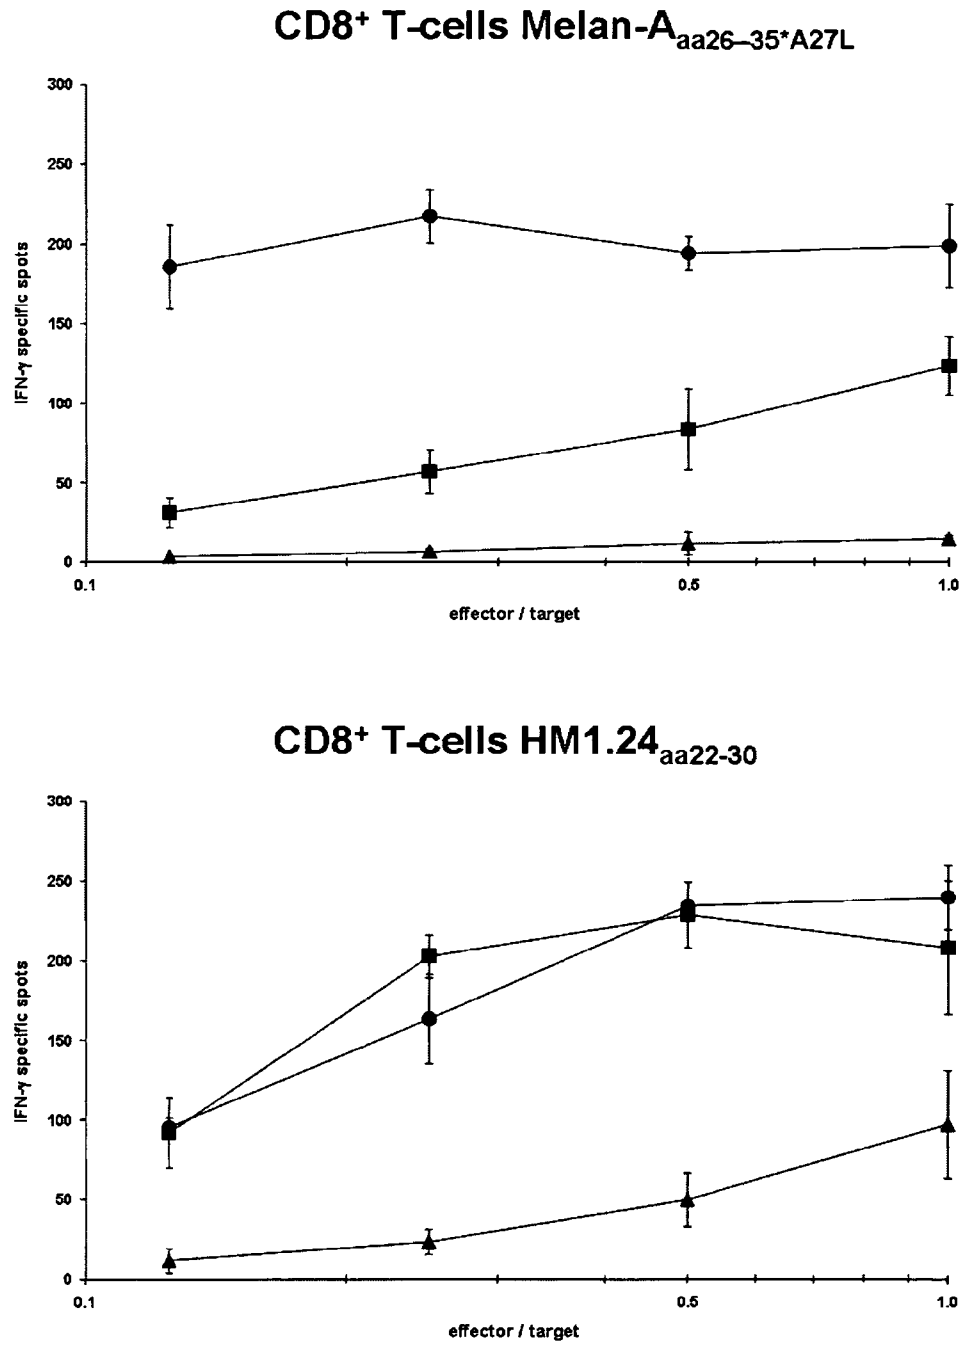 CD8+ T-cells Melan-Aaa26–35*A27L
300
250
200
150
100
50
0
IFN-γ specific spots
0.1 0.5 1.0
effector / target
CD8+ T-cells HM1.24aa22-30
300
250
200
150
100
50
0
IFN-γ specific spots
0.1 0.5 1.0
effector / target